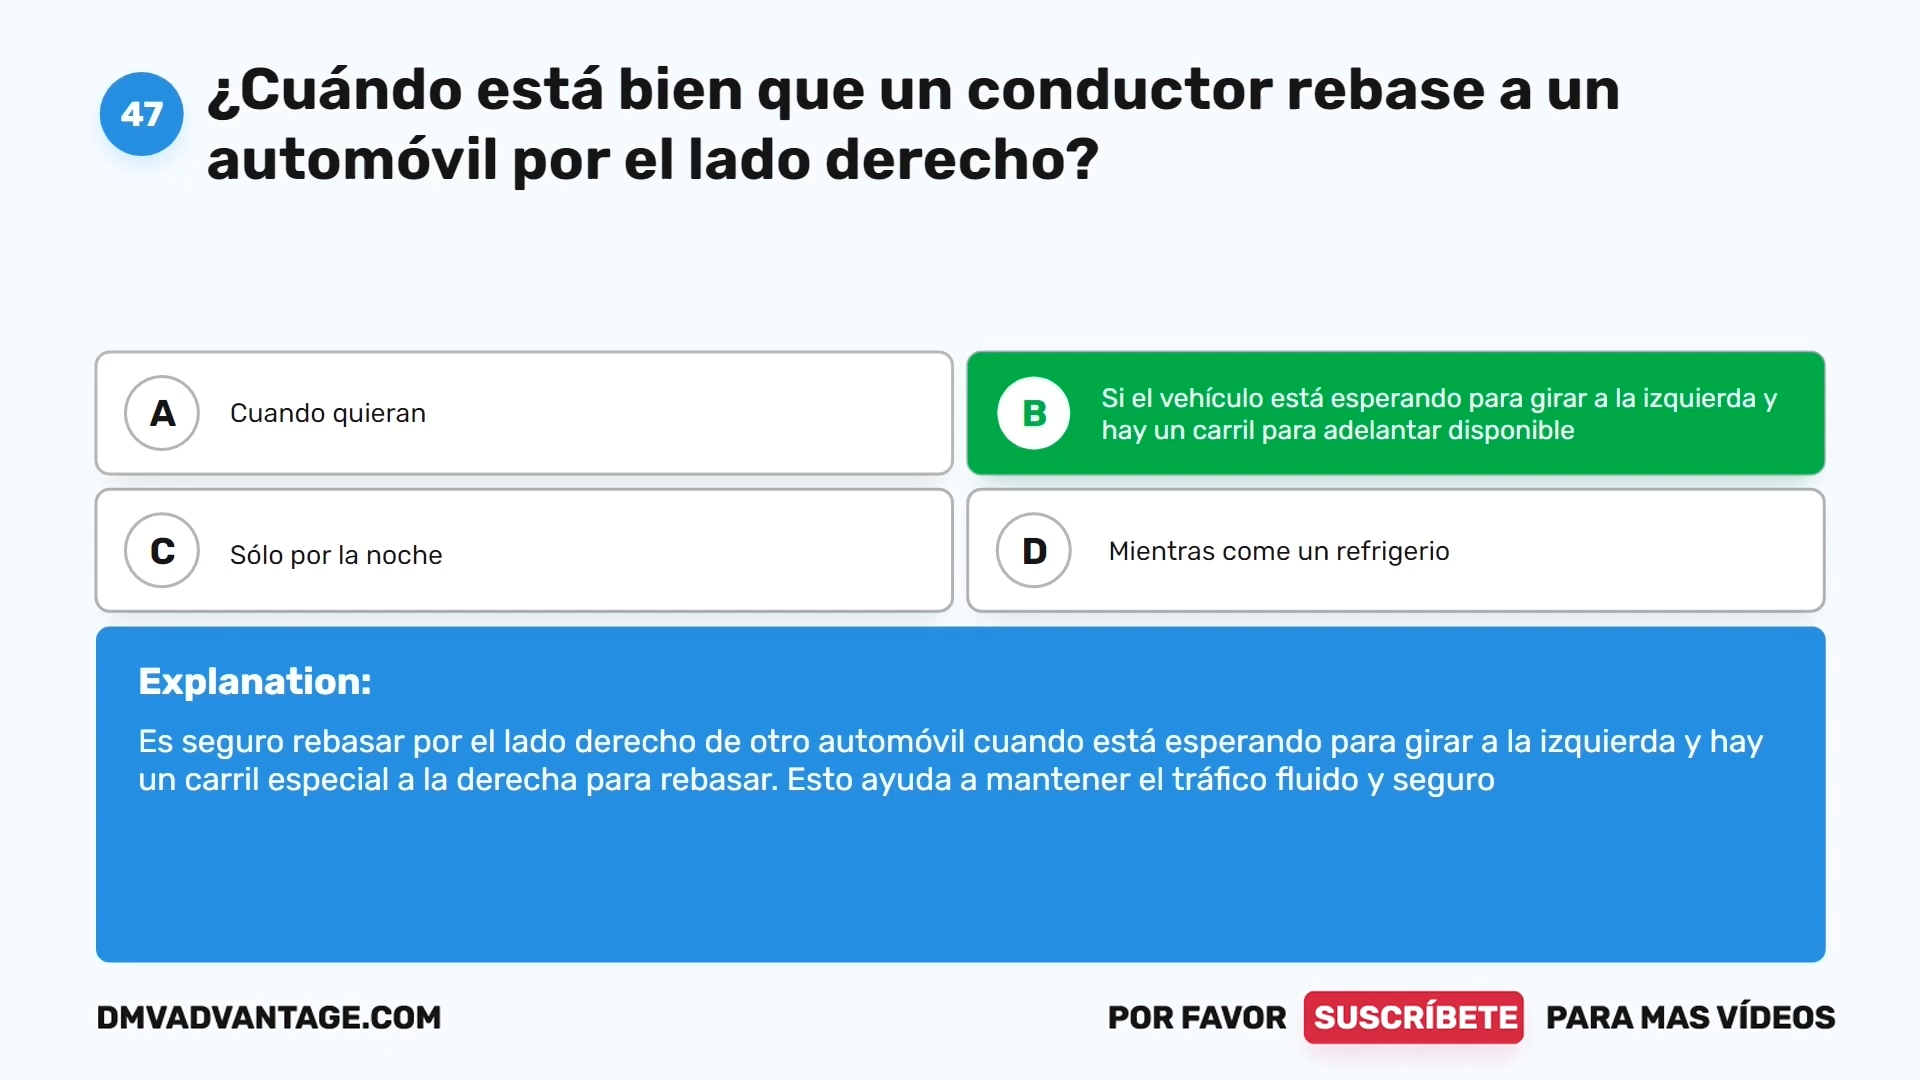 47
¿Cuándo está bien que un conductor rebase a un
automóvil por el lado derecho?
A
Cuando quieran
B
Si el vehículo está esperando para girar a la izquierda y
hay un carril para adelantar disponible
C
Sólo por la noche
D
Mientras come un refrigerio
Explanation:
Es seguro rebasar por el lado derecho de otro automóvil cuando está esperando para girar a la izquierda y hay
un carril especial a la derecha para rebasar. Esto ayuda a mantener el tráfico fluido y seguro
DMVADVANTAGE.COM
POR FAVOR SUSCRÍBETE PARA MAS VÍDEOS